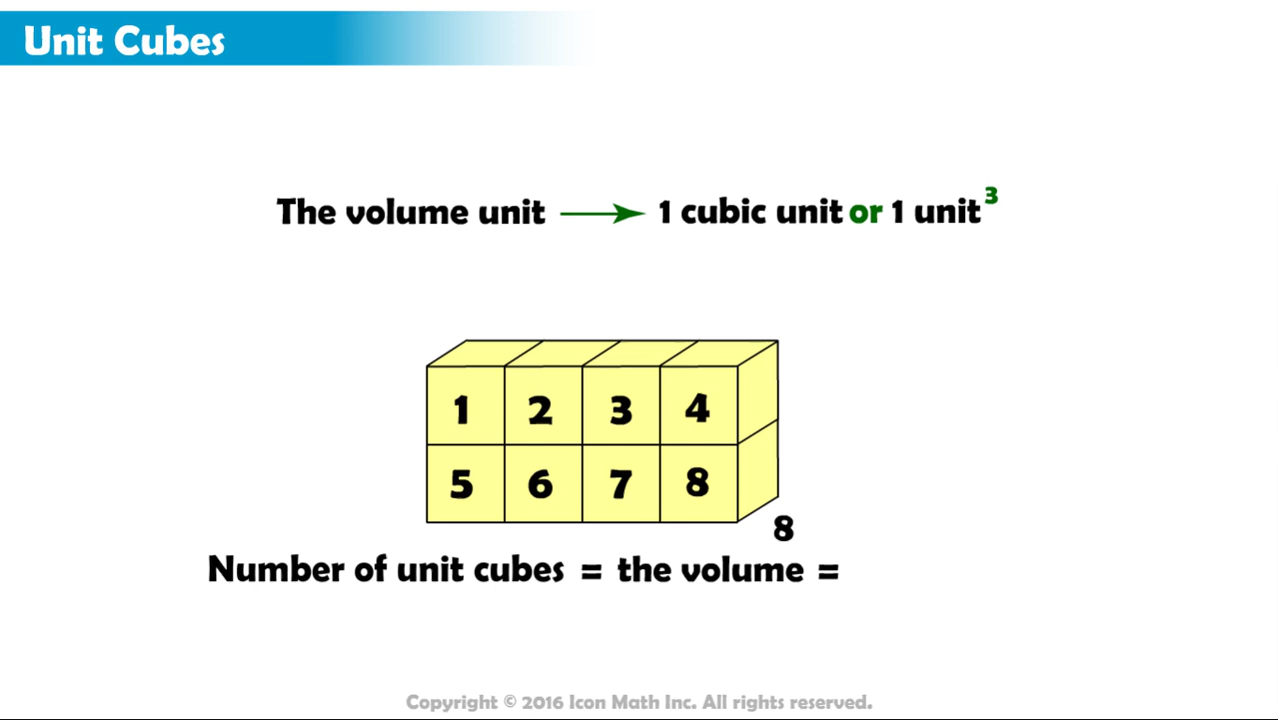 Unit Cubes
The volume unit → 1 cubic unit or 1 unit³
1 2 3 4
5 6 7 8
8
Number of unit cubes = the volume =
Copyright © 2016 Icon Math Inc. All rights reserved.